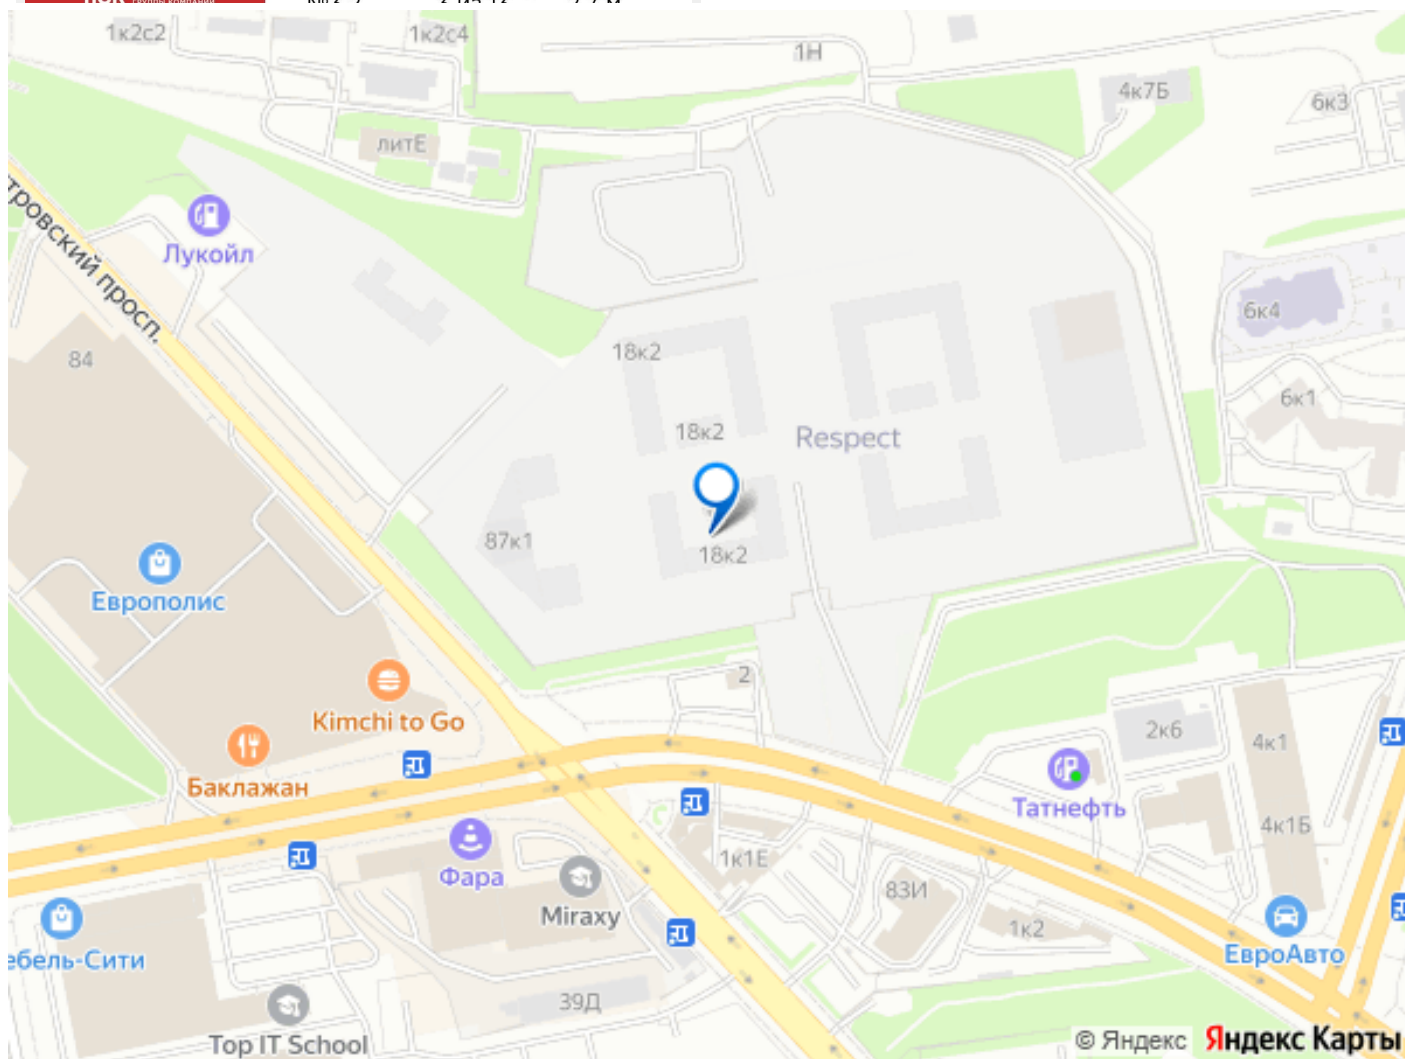 1к2с2
1к2с4
1Н
4к7Б
6к3
литЕ
Лукойл
тровский просп.
6к4
84
18к2
6к1
18к2
Respect
87к1
18к2
Европолис
2
Kimchi to Go
2к6
4к1
Баклажан
Татнефть
4к1Б
1к1Е
Фара
83И
Miraxy
1к2
ебель-Сити
ЕвроАвто
39Д
Top IT School
© Яндекс Яндекс Карты